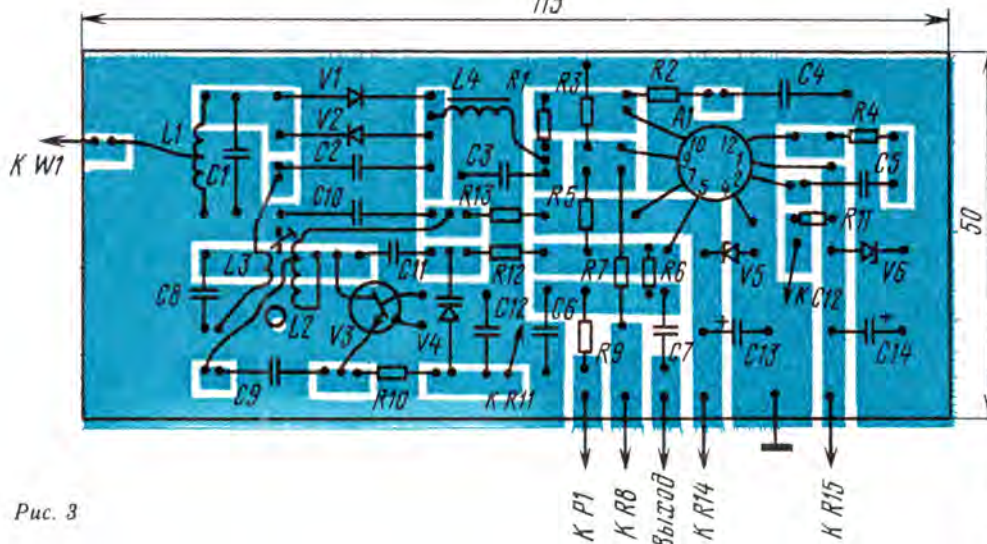 115
V1
L4
R1
R3
R2
C4
L1
V2
A1
R4
К W1
C1
C2
C3
10
12
9
1
7
2
5
4
C5
C10
R13
R5
R11
50
L3
C11
R12
R7
R6
V5
К C12
V6
C8
L2
V3
V4
C12
C6
R9
C7
+
C13
+
C14
C9
R10
К R11
Рис. 3
К P1
К R8
Выход
К R14
К R15